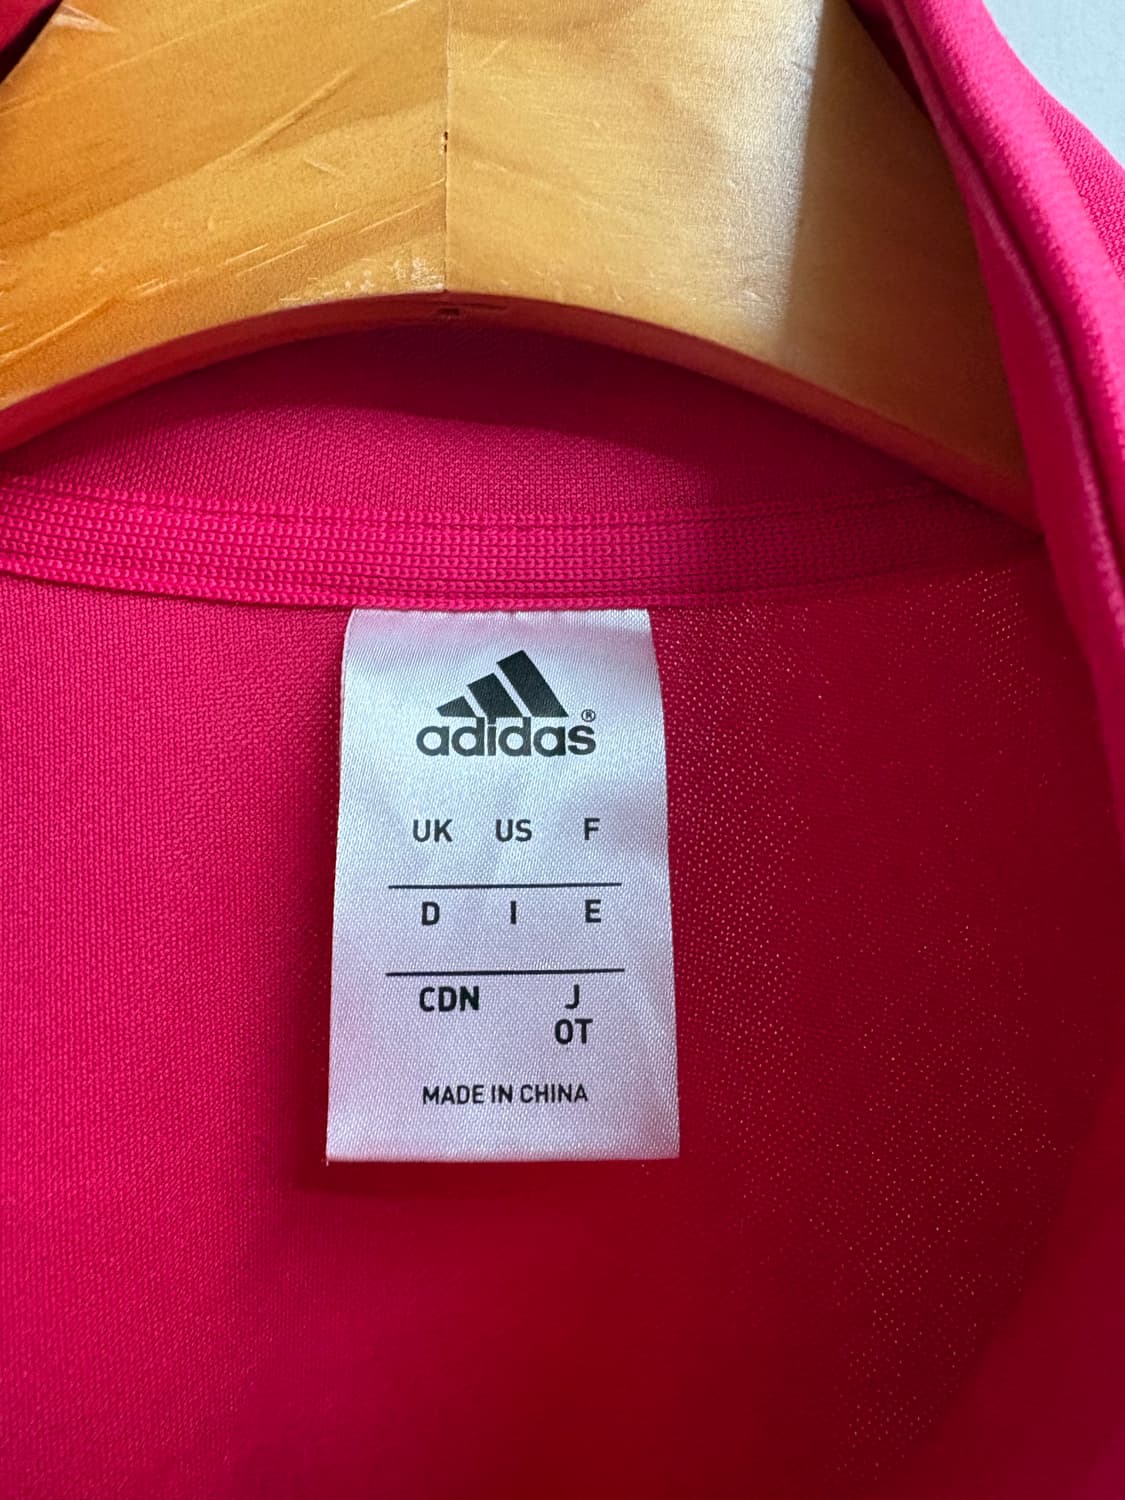 adidas®
UK US F
D I E
CDN J
OT
MADE IN CHINA